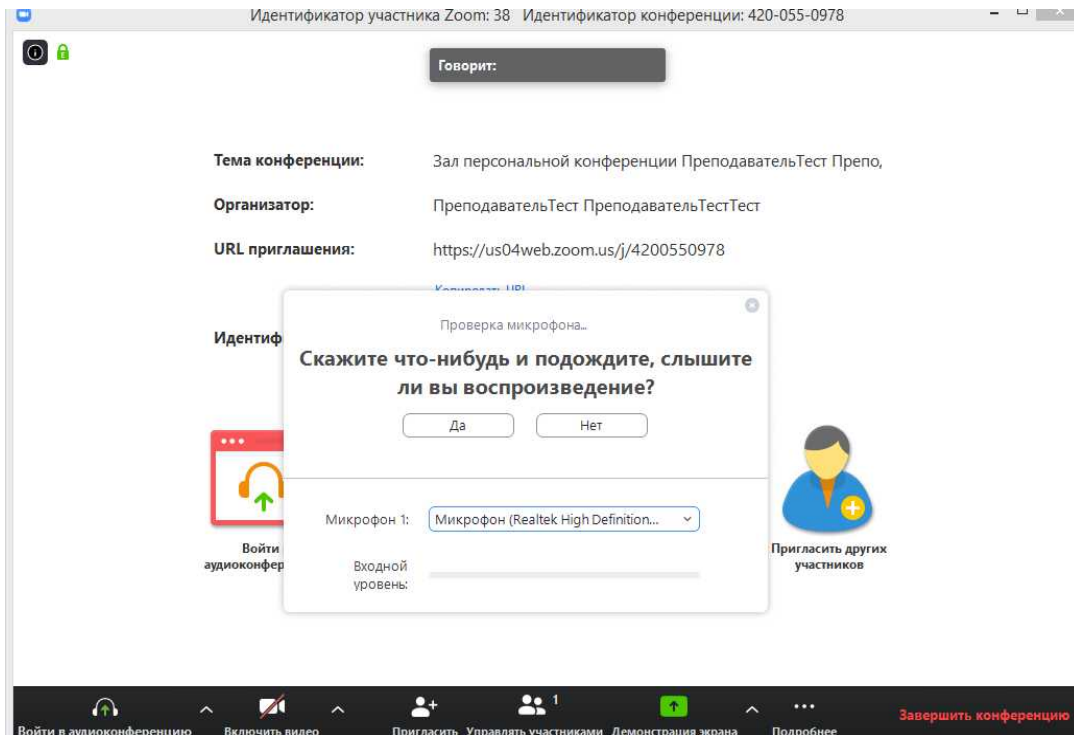 Идентификатор участника Zoom: 38 Идентификатор конференции: 420-055-0978
Говорит:
Тема конференции: Зал персональной конференции ПреподавательТест Препо,
Организатор: ПреподавательТест ПреподавательТестТест
URL приглашения: https://us04web.zoom.us/j/4200550978
Копировать URL
Идентиф
Проверка микрофона...
Скажите что-нибудь и подождите, слышите
ли вы воспроизведение?
Да Нет
Микрофон 1: Микрофон (Realtek High Definition...
Входной
уровень:
Войти
аудиоконфер
Пригласить других
участников
1
Войти в аудиоконференцию Включить видео Пригласить Управлять участниками Демонстрация экрана Подробнее Завершить конференцию